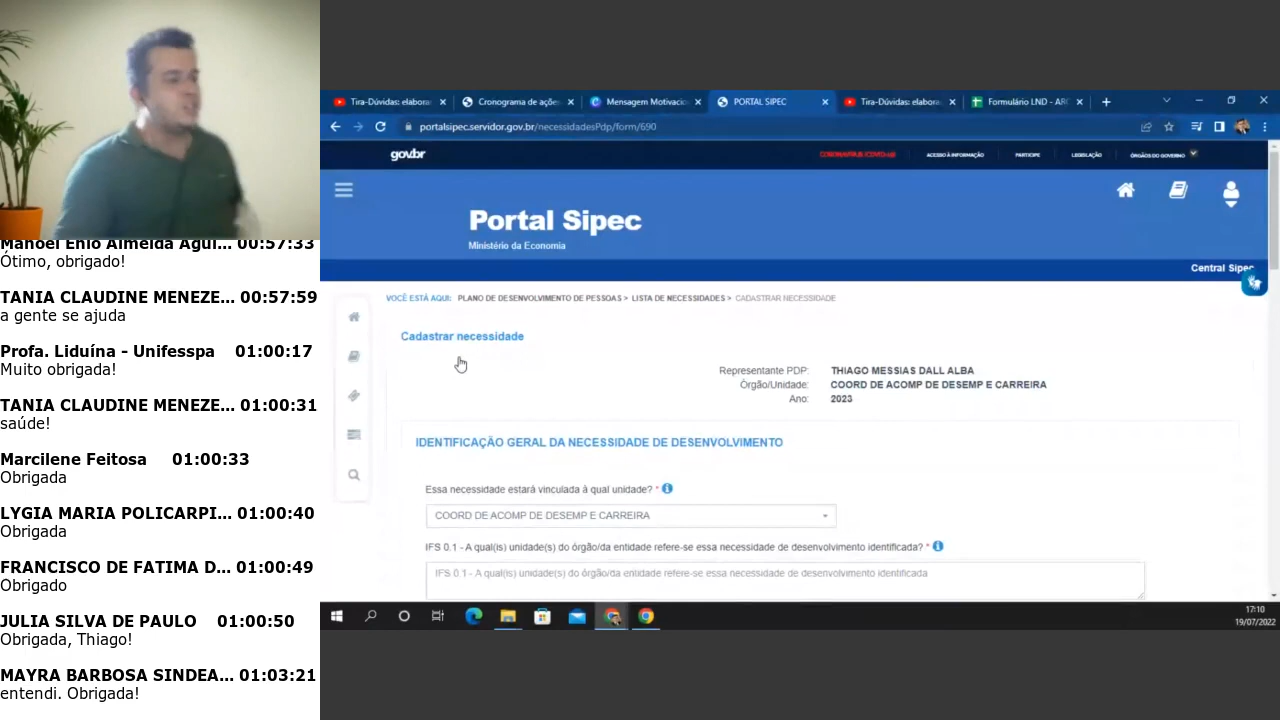 Manoel Enio Almeida Agui... 00:57:33
Ótimo, obrigado!
TANIA CLAUDINE MENEZE... 00:57:59
a gente se ajuda
Profa. Liduína - Unifesspa 01:00:17
Muito obrigada!
TANIA CLAUDINE MENEZE... 01:00:31
saúde!
Marcilene Feitosa 01:00:33
Obrigada
LYGIA MARIA POLICARPI... 01:00:40
Obrigada
FRANCISCO DE FATIMA D... 01:00:49
Obrigado
JULIA SILVA DE PAULO 01:00:50
Obrigada, Thiago!
MAYRA BARBOSA SINDEA... 01:03:21
entendi. Obrigada!
Tira-Dúvidas: elabora Cronograma de açõe Mensagem Motivacio PORTAL SIPEC Tira-Dúvidas: elabora Formulário LND - AR
portalsipec.servidor.gov.br/necessidadesPdp/form/690
gov.br CORONAVÍRUS (COVID-19) ACESSO À INFORMAÇÃO PARTICIPE LEGISLAÇÃO ÓRGÃOS DO GOVERNO
Portal Sipec
Ministério da Economia
Central Sipec
VOCÊ ESTÁ AQUI: PLANO DE DESENVOLVIMENTO DE PESSOAS > LISTA DE NECESSIDADES > CADASTRAR NECESSIDADE
Cadastrar necessidade
Representante PDP: THIAGO MESSIAS DALL ALBA
Órgão/Unidade: COORD DE ACOMP DE DESEMP E CARREIRA
Ano: 2023
IDENTIFICAÇÃO GERAL DA NECESSIDADE DE DESENVOLVIMENTO
Essa necessidade estará vinculada à qual unidade? *
COORD DE ACOMP DE DESEMP E CARREIRA
IFS 0.1 - A qual(is) unidade(s) do órgão/da entidade refere-se essa necessidade de desenvolvimento identificada? *
IFS 0.1 - A qual(is) unidade(s) do órgão/da entidade refere-se essa necessidade de desenvolvimento identificada
17:10
19/07/2022